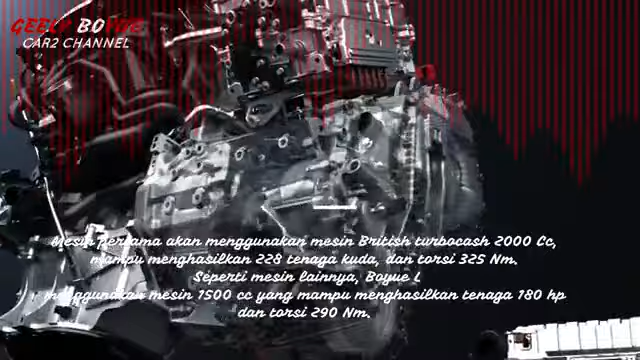 GEELY BOYUE
CAR2 CHANNEL
Mesin pertama akan menggunakan mesin British turbocash 2000 Cc,
mampu menghasilkan 228 tenaga kuda, dan torsi 325 Nm.
Seperti mesin lainnya, Boyue L
menggunakan mesin 1500 cc yang mampu menghasilkan tenaga 180 hp
dan torsi 290 Nm.